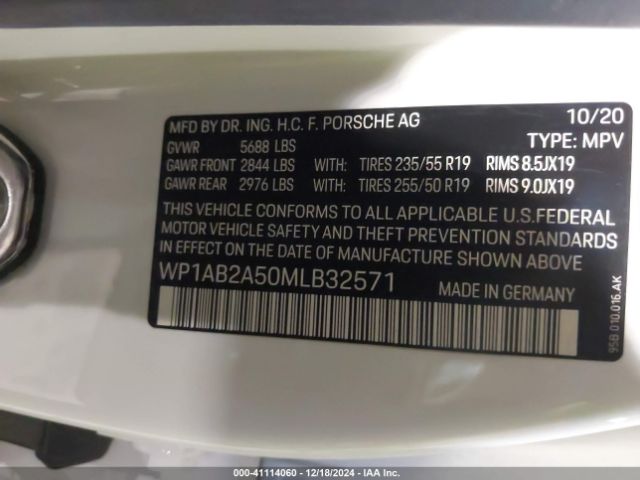 MFD BY DR. ING. H.C. F. PORSCHE AG 10/20
GVWR 5688 LBS TYPE: MPV
GAWR FRONT 2844 LBS WITH: TIRES 235/55 R19 RIMS 8.5JX19
GAWR REAR 2976 LBS WITH: TIRES 255/50 R19 RIMS 9.0JX19
THIS VEHICLE CONFORMS TO ALL APPLICABLE U.S.FEDERAL
MOTOR VEHICLE SAFETY AND THEFT PREVENTION STANDARDS
IN EFFECT ON THE DATE OF MANUFACTURE SHOWN ABOVE
WP1AB2A50MLB32571 MADE IN GERMANY
95B 010.016.AK
000-41114060 - 12/18/2024 - IAA Inc.